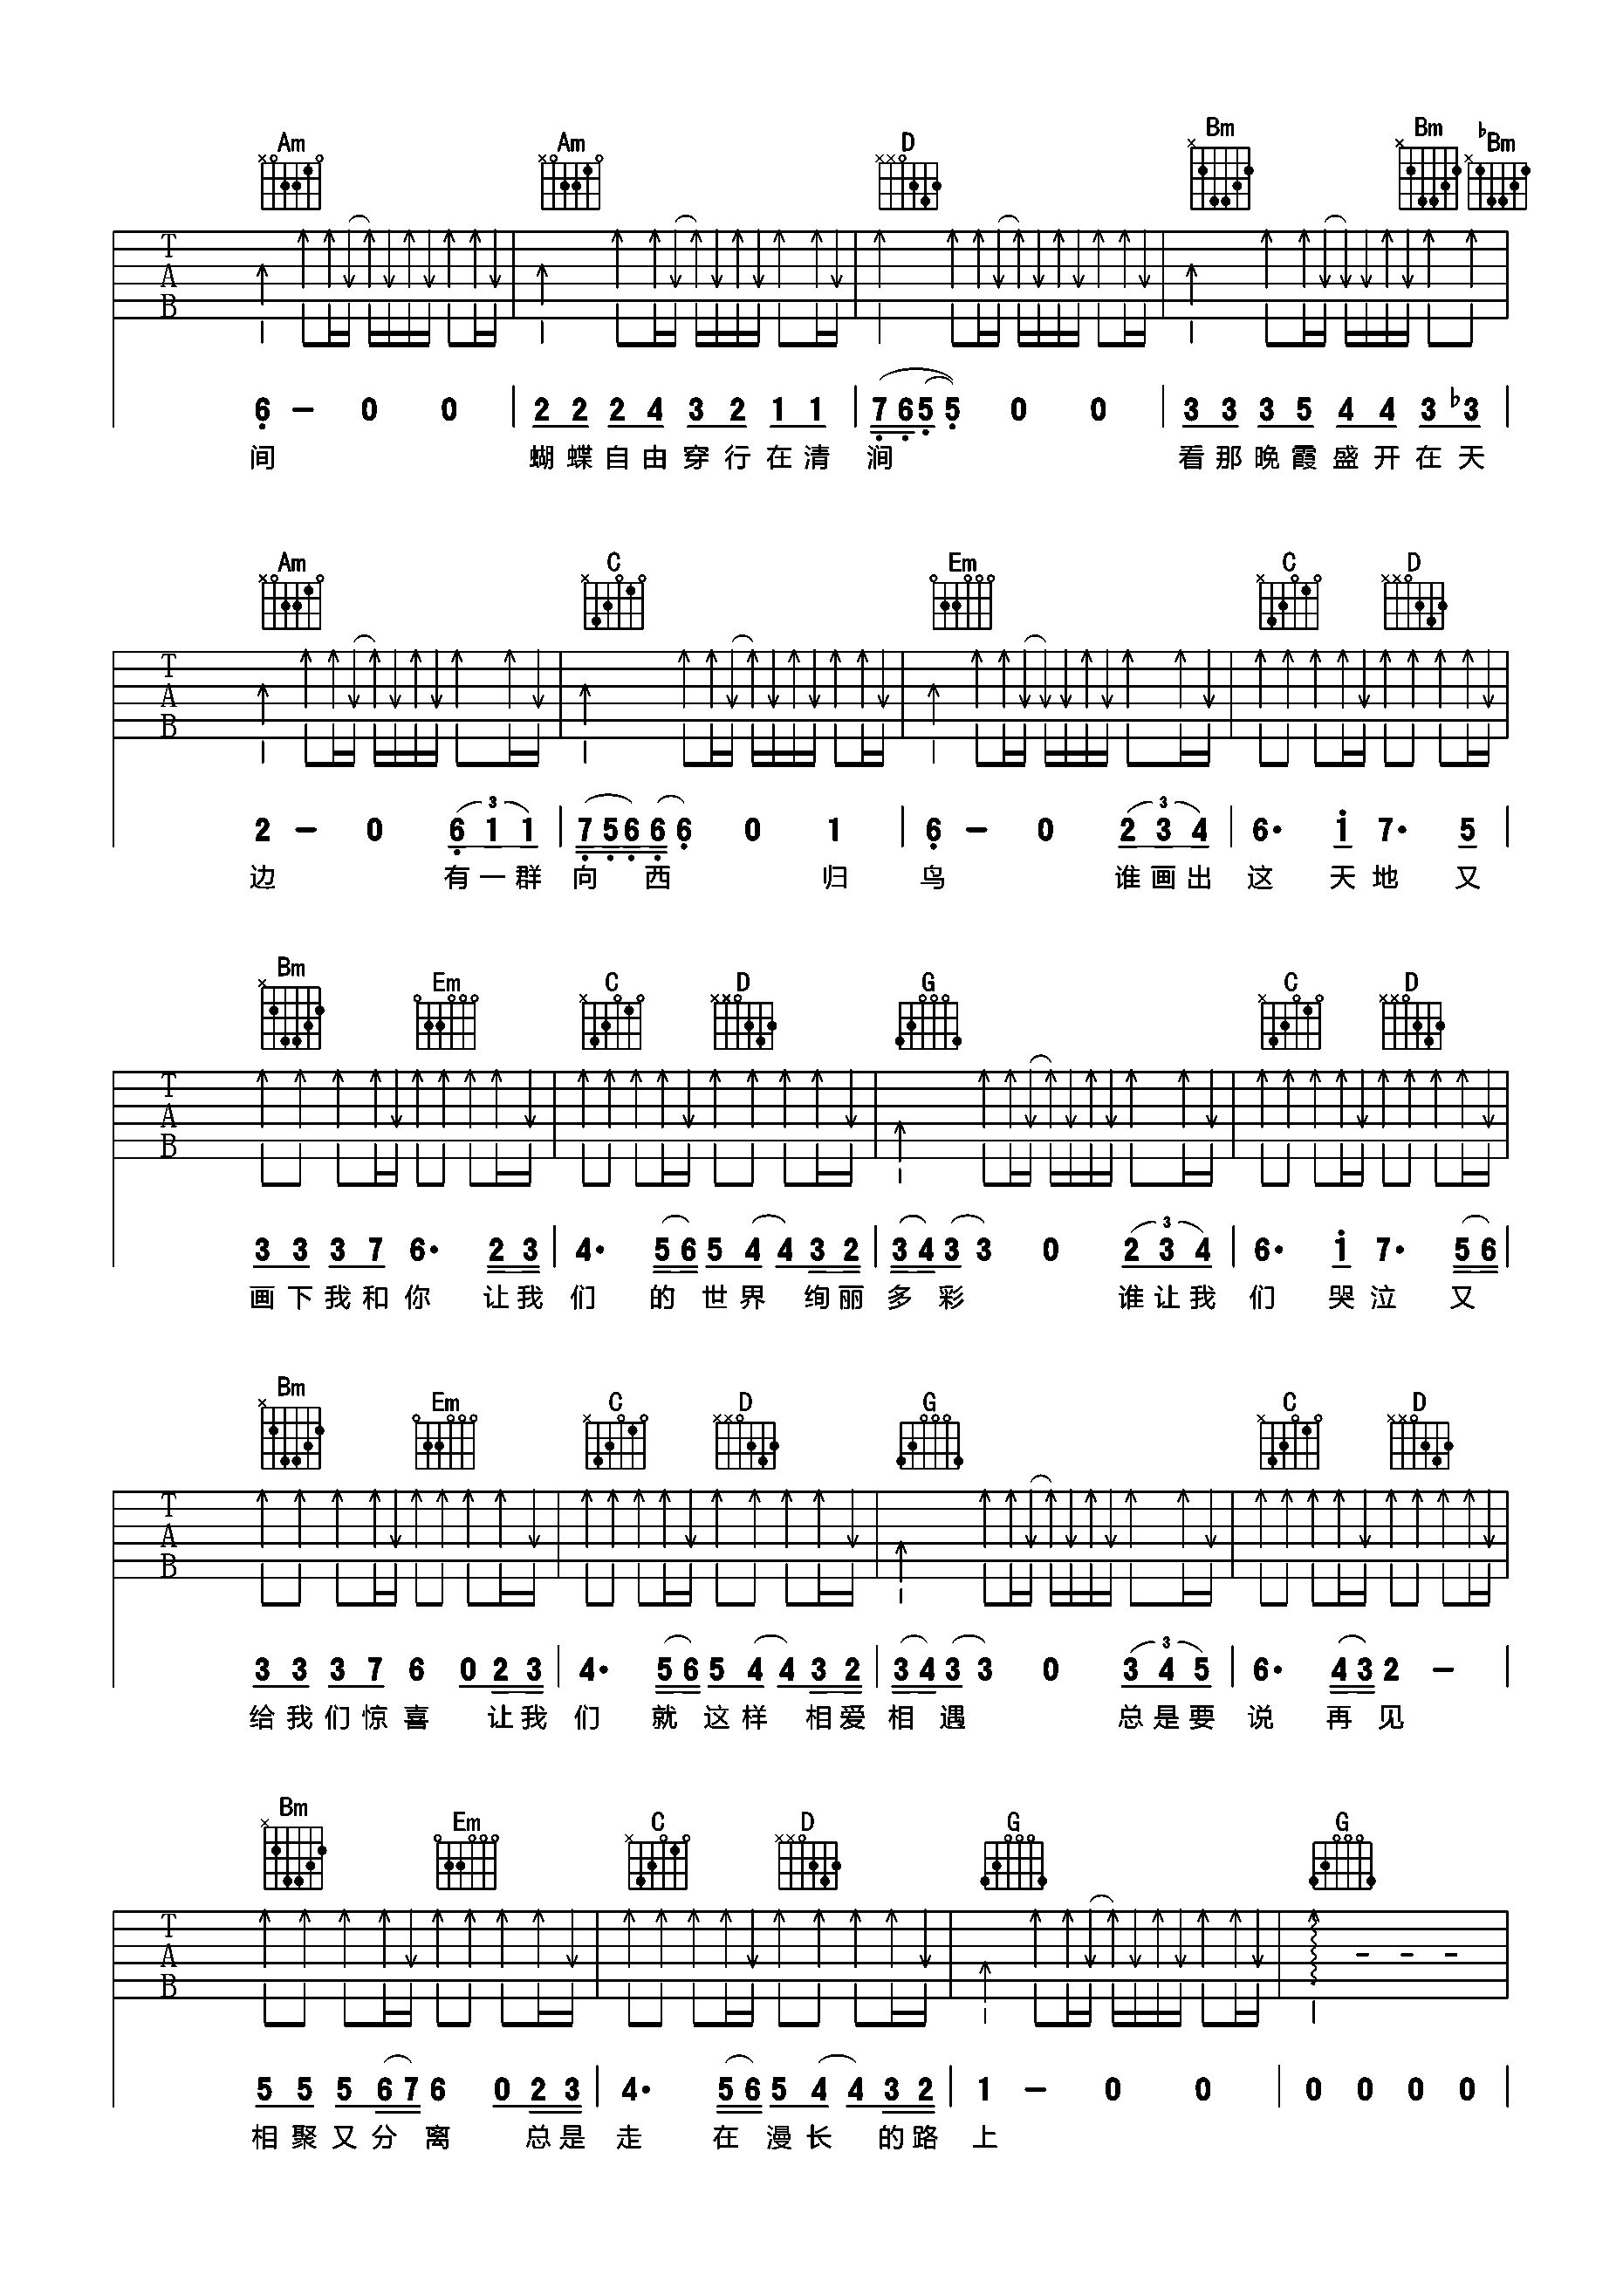 Am Am D Bm Bm ♭Bm
T
A
B
6̣ – 0 0 | 2 2 2 4 3 2 1 1 | 7̣ 6̣ 5̣ 5̣ 0 0 | 3 3 3 5 4 4 3 ♭3 |
间 蝴 蝶 自 由 穿 行 在 清 涧 看 那 晚 霞 盛 开 在 天
Am C Em C D
T
A
B
3 3
2 – 0 6̣ 1 1 | 7̣ 5̣ 6̣ 6̣ 6̣ 0 1 | 6̣ – 0 2 3 4 | 6· 1̇ 7· 5 |
边 有 一 群 向 西 归 鸟 谁 画 出 这 天 地 又
Bm Em C D G C D
T
A
B
3
3 3 3 7 6· 2 3 | 4· 5 6 5 4 4 3 2 | 3 4 3 3 0 2 3 4 | 6· 1̇ 7· 5 6 |
画 下 我 和 你 让 我 们 的 世 界 绚 丽 多 彩 谁 让 我 们 哭 泣 又
Bm Em C D G C D
T
A
B
3
3 3 3 7 6 0 2 3 | 4· 5 6 5 4 4 3 2 | 3 4 3 3 0 3 4 5 | 6· 4 3 2 – |
给 我 们 惊 喜 让 我 们 就 这 样 相 爱 相 遇 总 是 要 说 再 见
Bm Em C D G G
T
A
B
5 5 5 6 7 6 0 2 3 | 4· 5 6 5 4 4 3 2 | 1 – 0 0 | 0 0 0 0 |
相 聚 又 分 离 总 是 走 在 漫 长 的 路 上